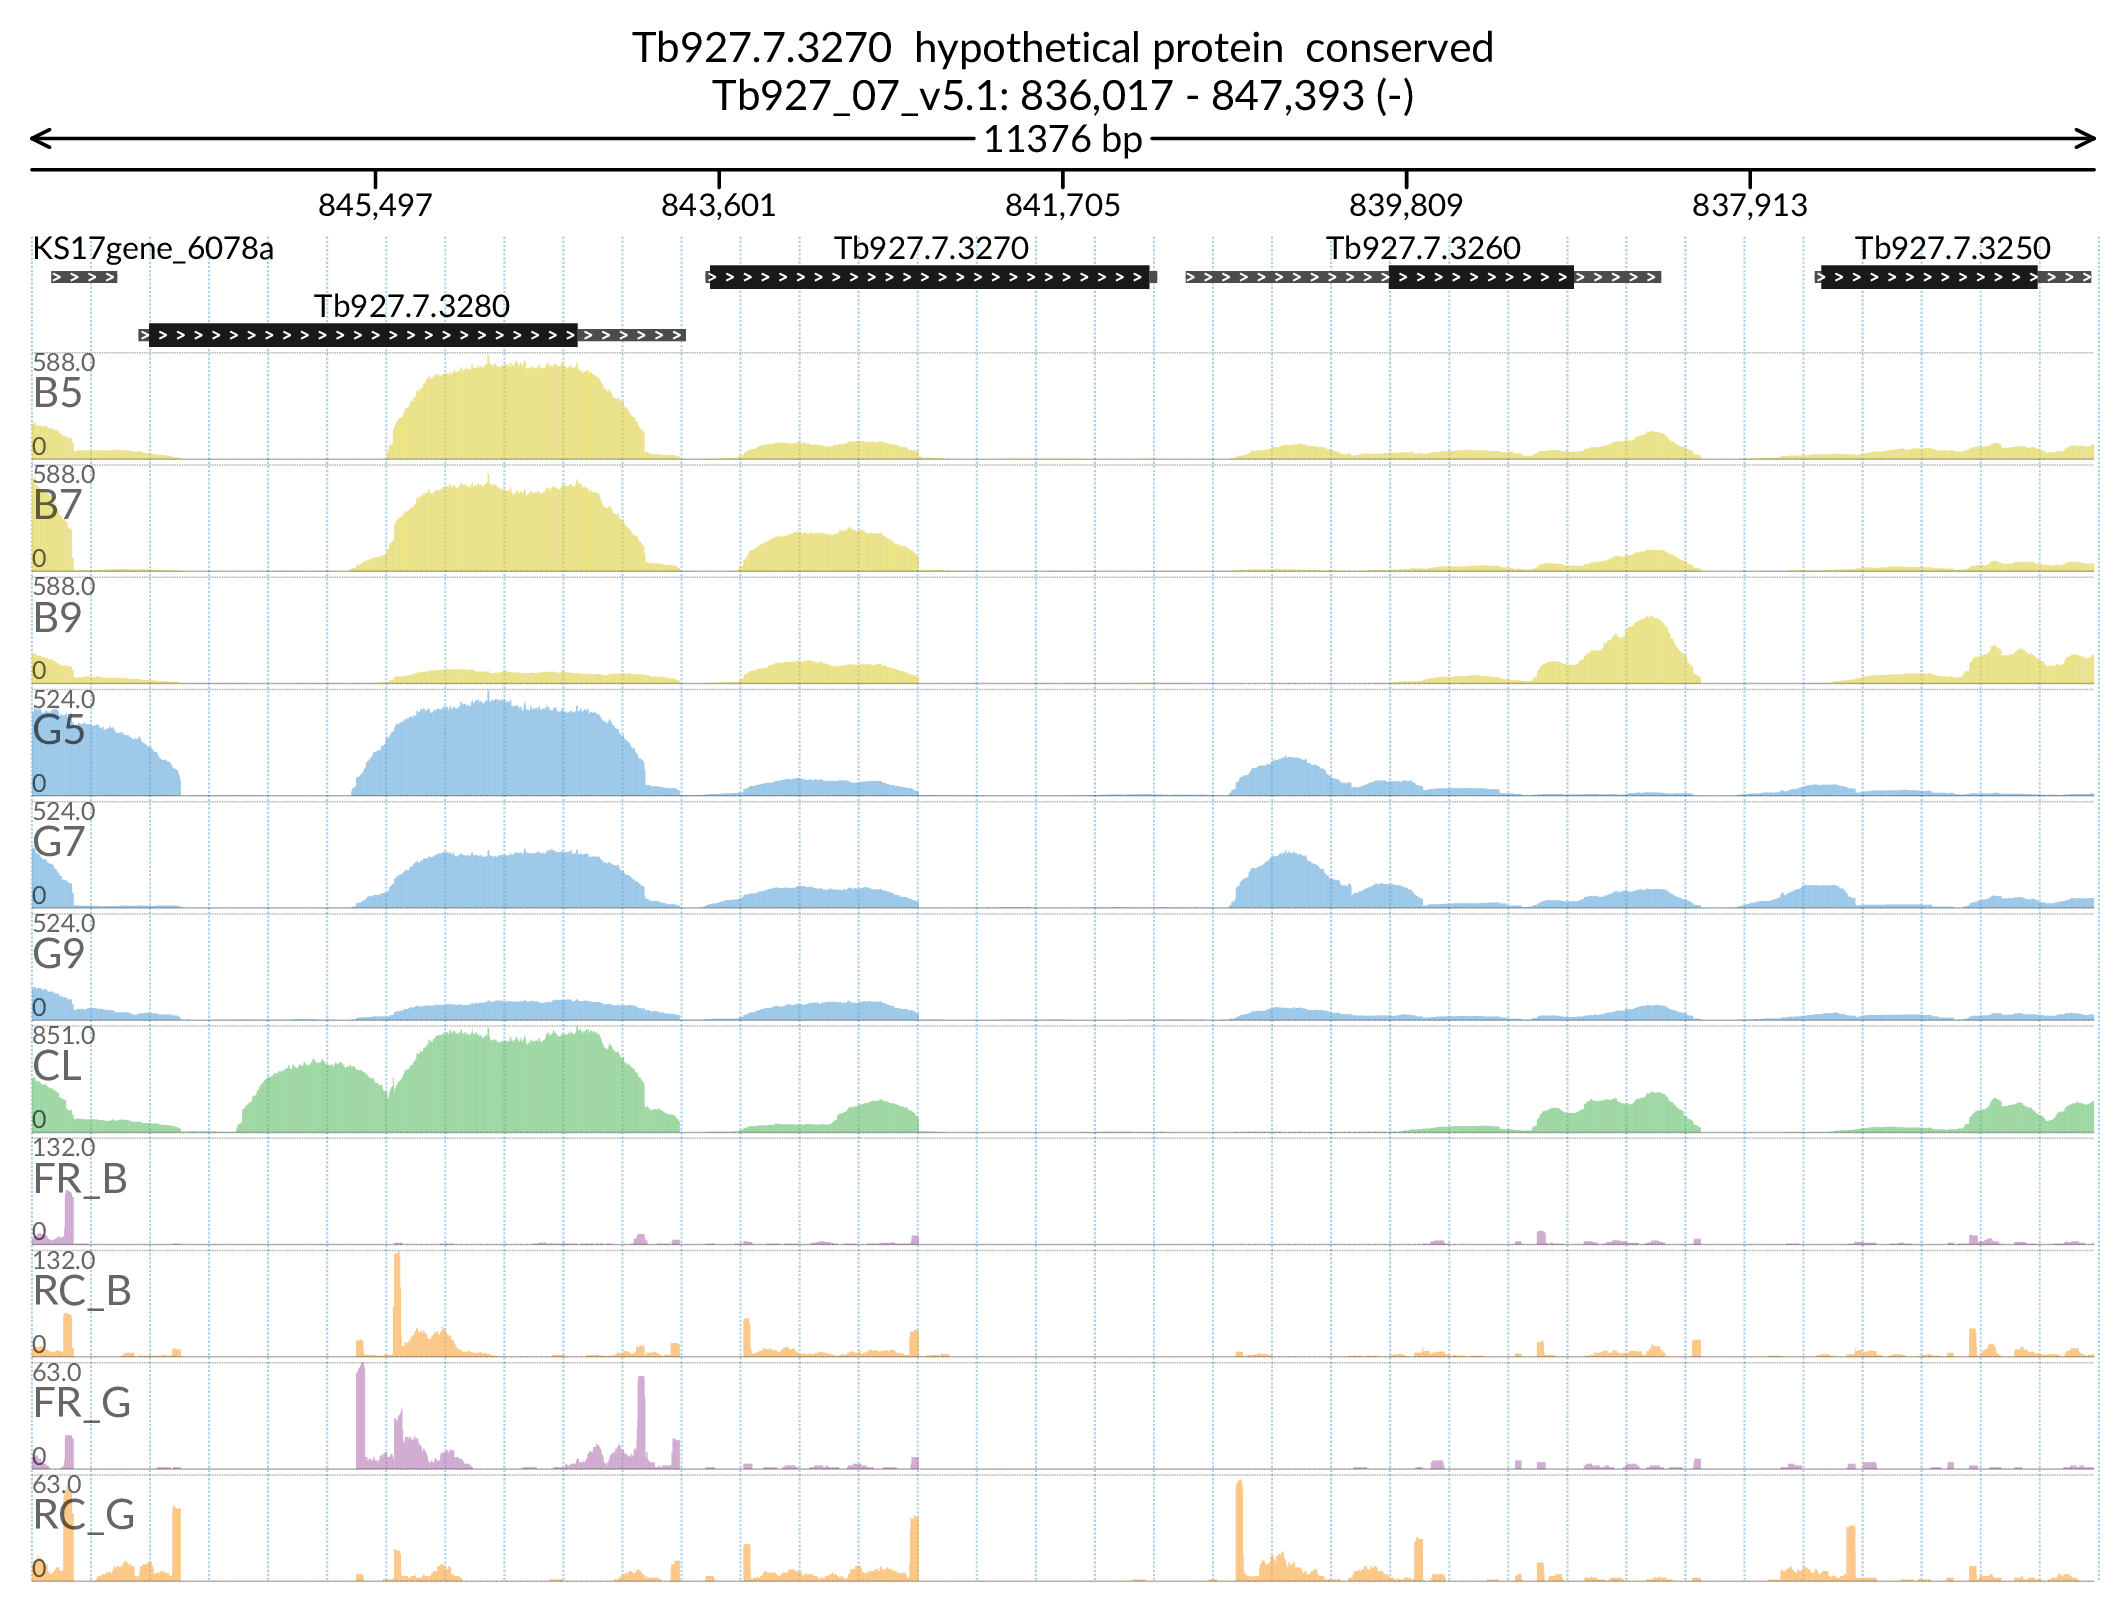 Tb927.7.3270  hypothetical protein  conserved
Tb927_07_v5.1: 836,017 - 847,393 (-)
11376 bp
845,497 843,601 841,705 839,809 837,913
KS17gene_6078a Tb927.7.3270 Tb927.7.3260 Tb927.7.3250
Tb927.7.3280
588.0
B5
0
588.0
B7
0
588.0
B9
0
524.0
G5
0
524.0
G7
0
524.0
G9
0
851.0
CL
0
132.0
FR_B
0
132.0
RC_B
0
63.0
FR_G
0
63.0
RC_G
0